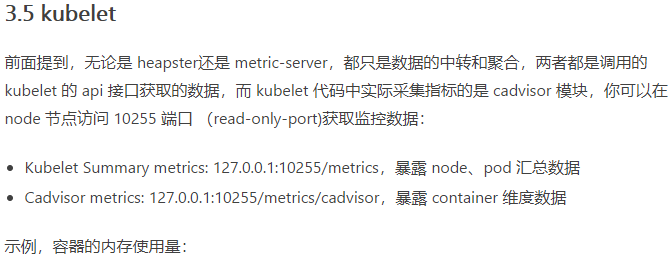 3.5 kubelet
前面提到，无论是 heapster还是 metric-server，都只是数据的中转和聚合，两者都是调用的
kubelet 的 api 接口获取的数据，而 kubelet 代码中实际采集指标的是 cadvisor 模块，你可以在
node 节点访问 10255 端口 （read-only-port)获取监控数据：
• Kubelet Summary metrics: 127.0.0.1:10255/metrics，暴露 node、pod 汇总数据
• Cadvisor metrics: 127.0.0.1:10255/metrics/cadvisor，暴露 container 维度数据
示例，容器的内存使用量：